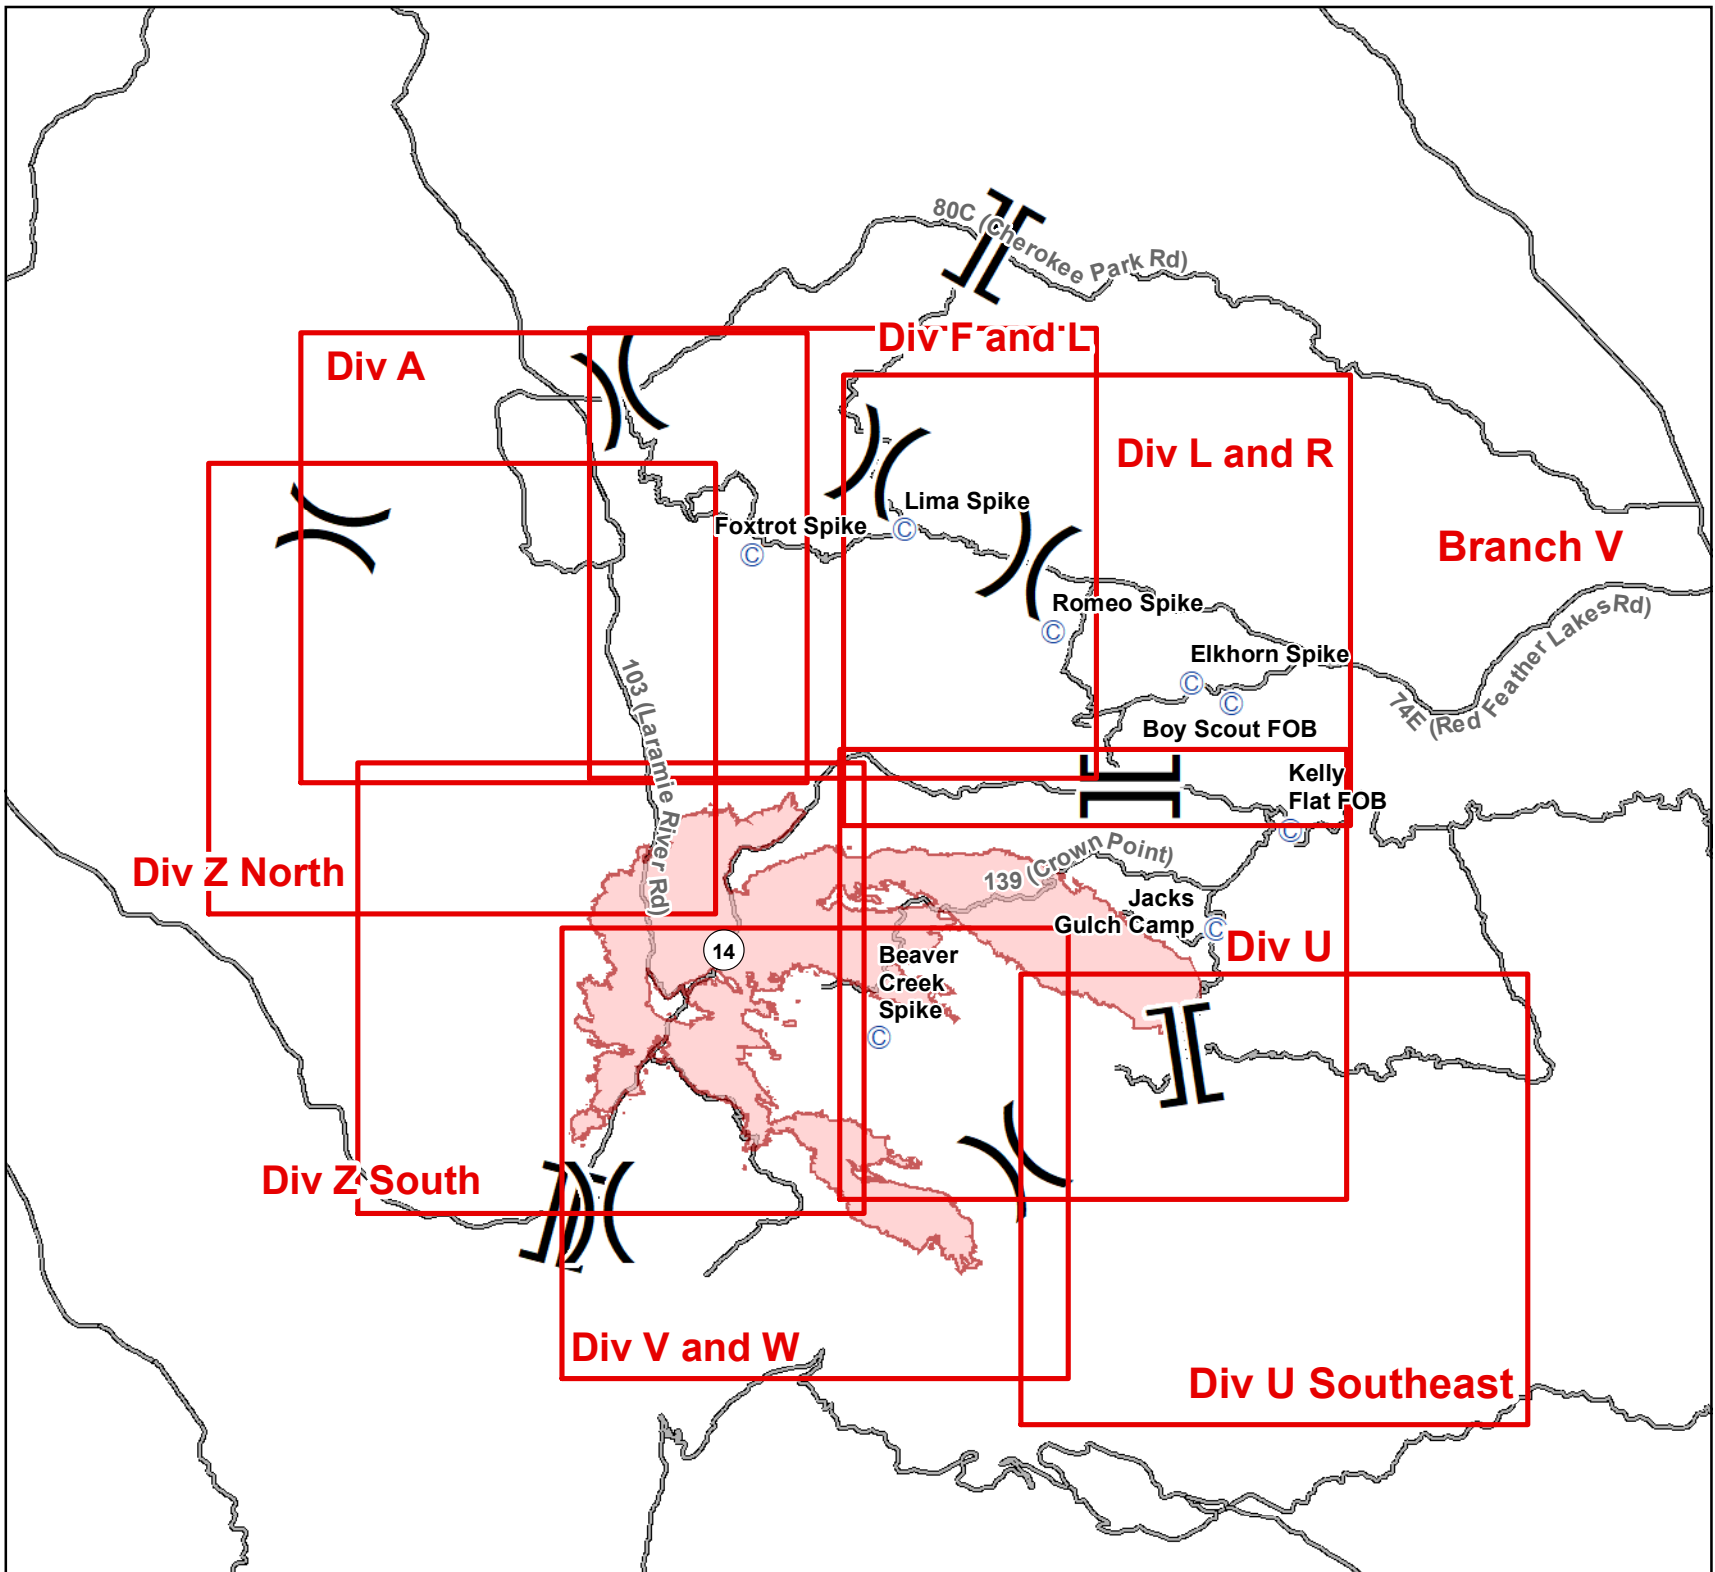 80C (Cherokee Park Rd)
Div F and L
Div A
Div L and R
Lima Spike
Foxtrot Spike
Branch V
Romeo Spike
74E (Red Feather Lakes Rd)
Elkhorn Spike
103 (Laramie River Rd)
Boy Scout FOB
Kelly
Flat FOB
139 (Crown Point)
Div Z North
Jacks
Gulch Camp
Div U
14
Beaver
Creek
Spike
Div Z South
Div V and W
Div U Southeast
©
©
©
©
©
©
©
©